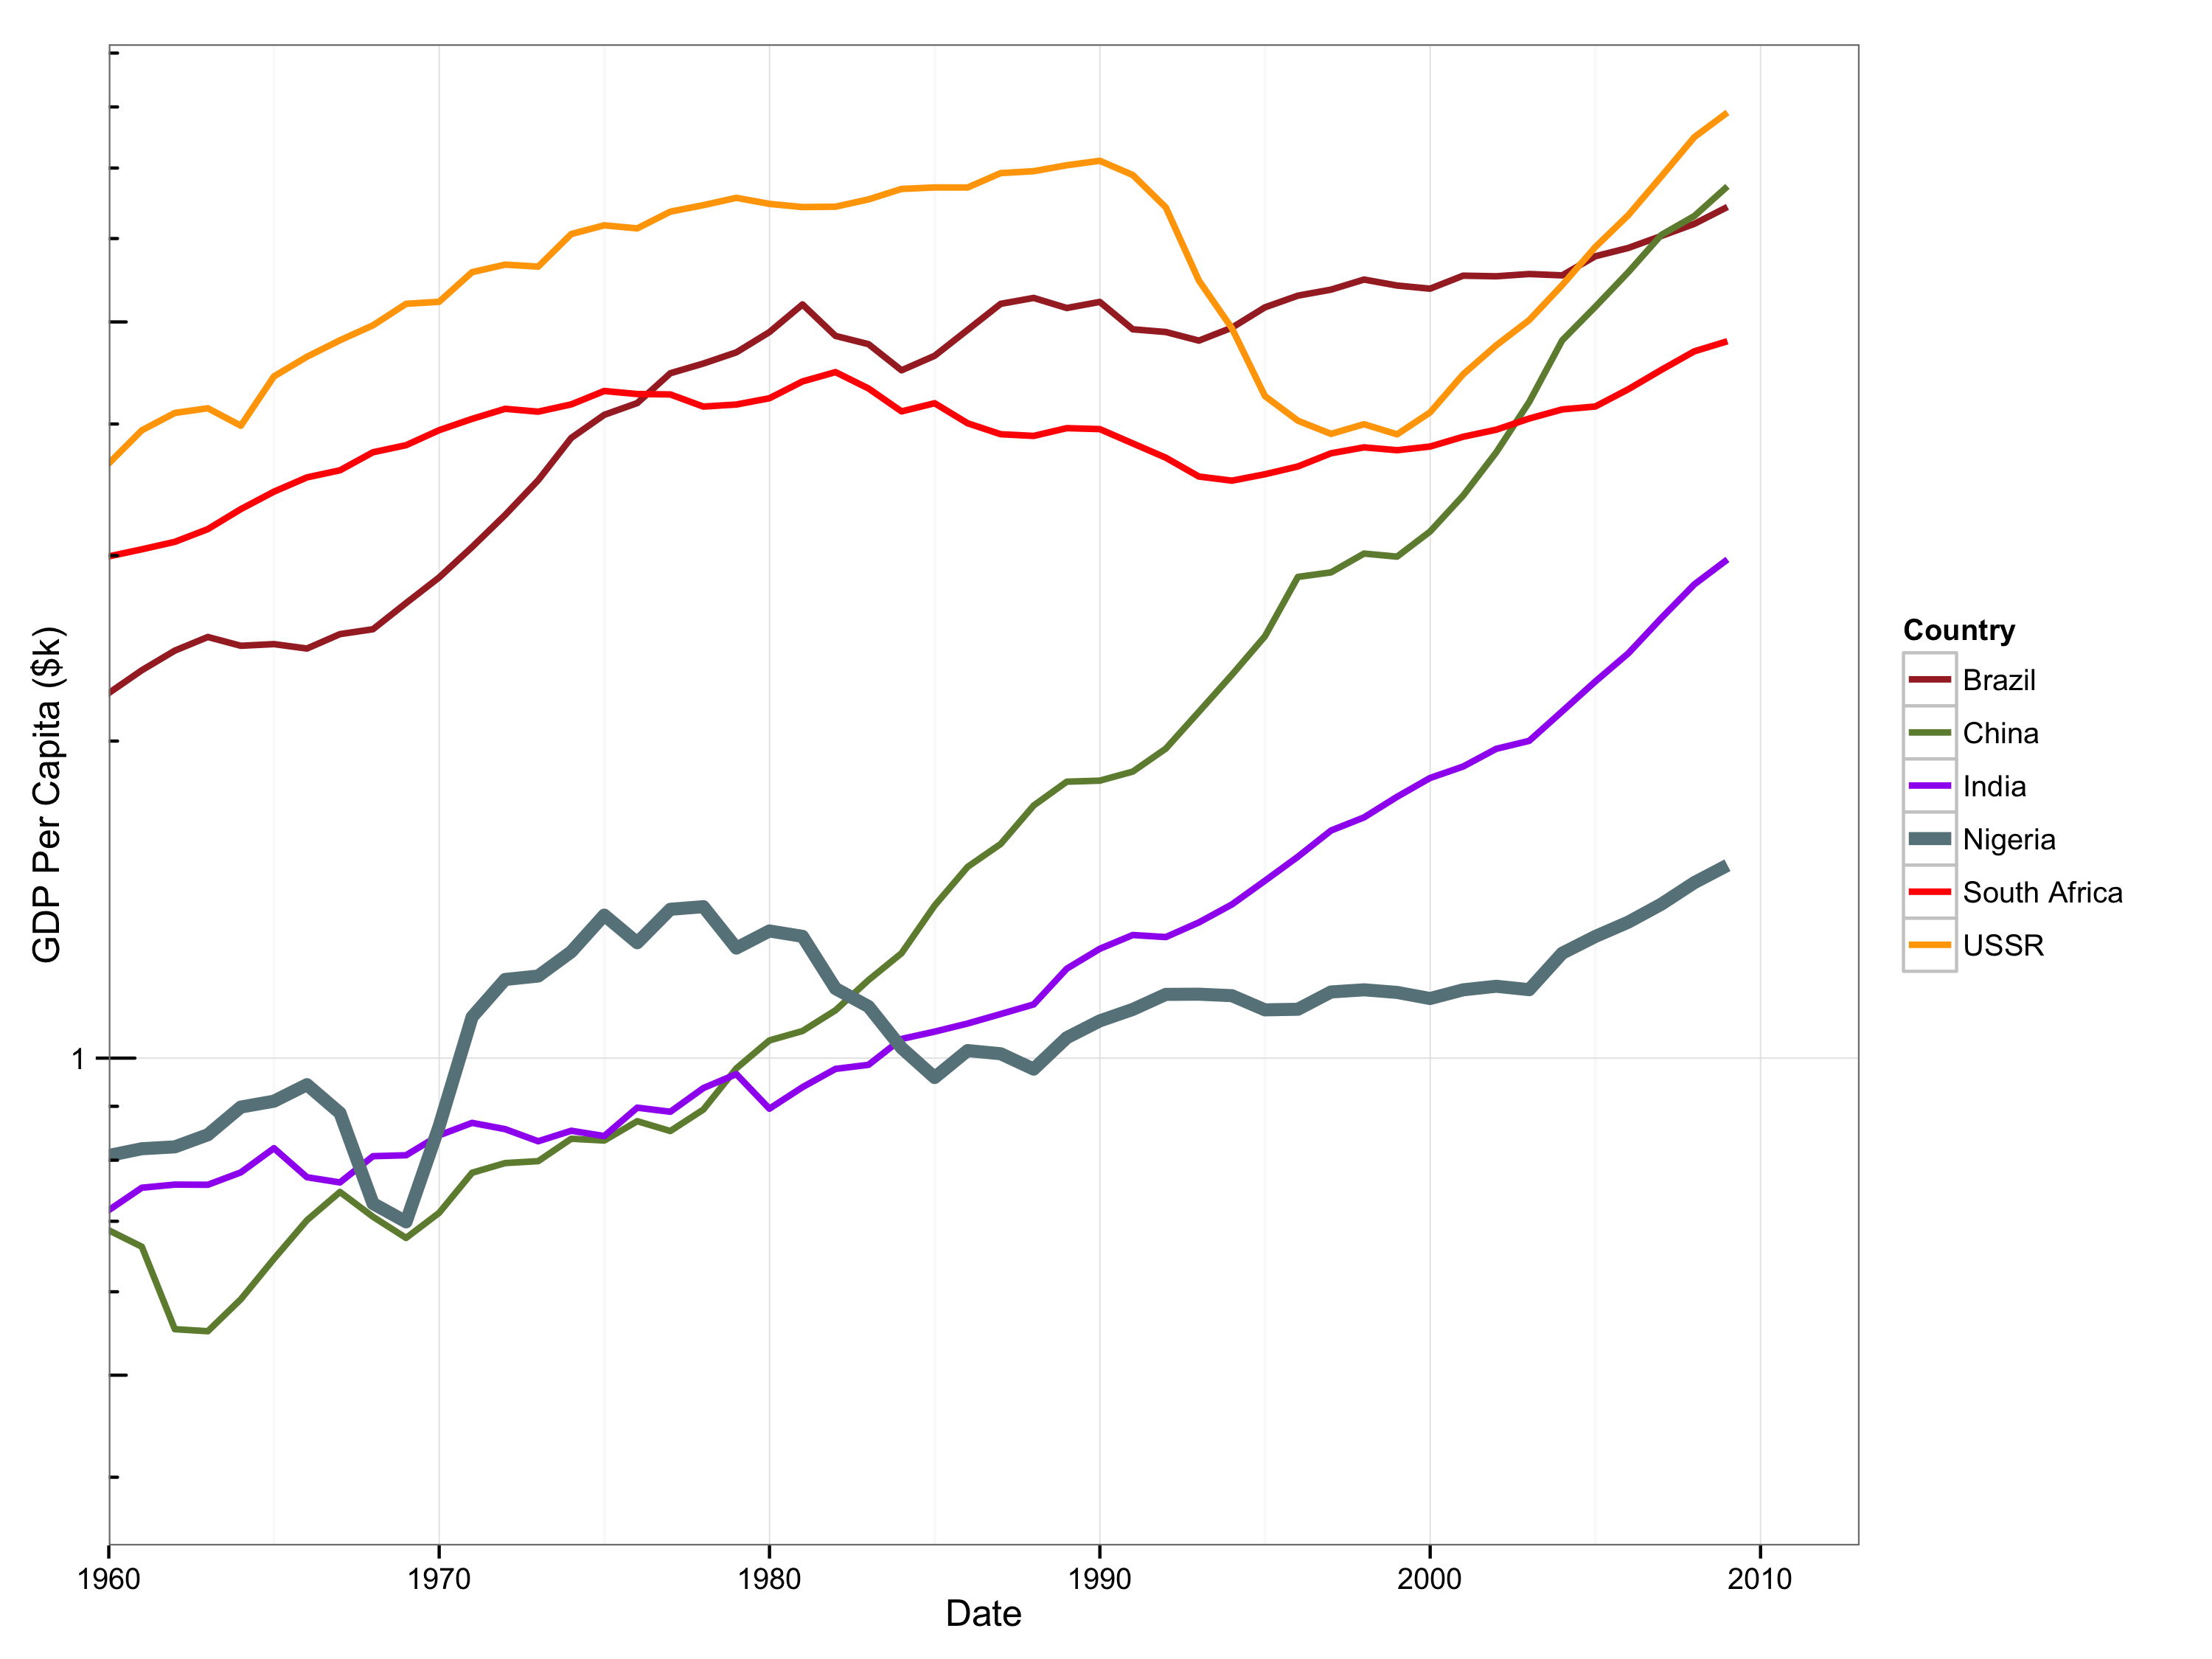 GDP Per Capita ($k)
1
1960 1970 1980 1990 2000 2010
Date
Country
Brazil
China
India
Nigeria
South Africa
USSR